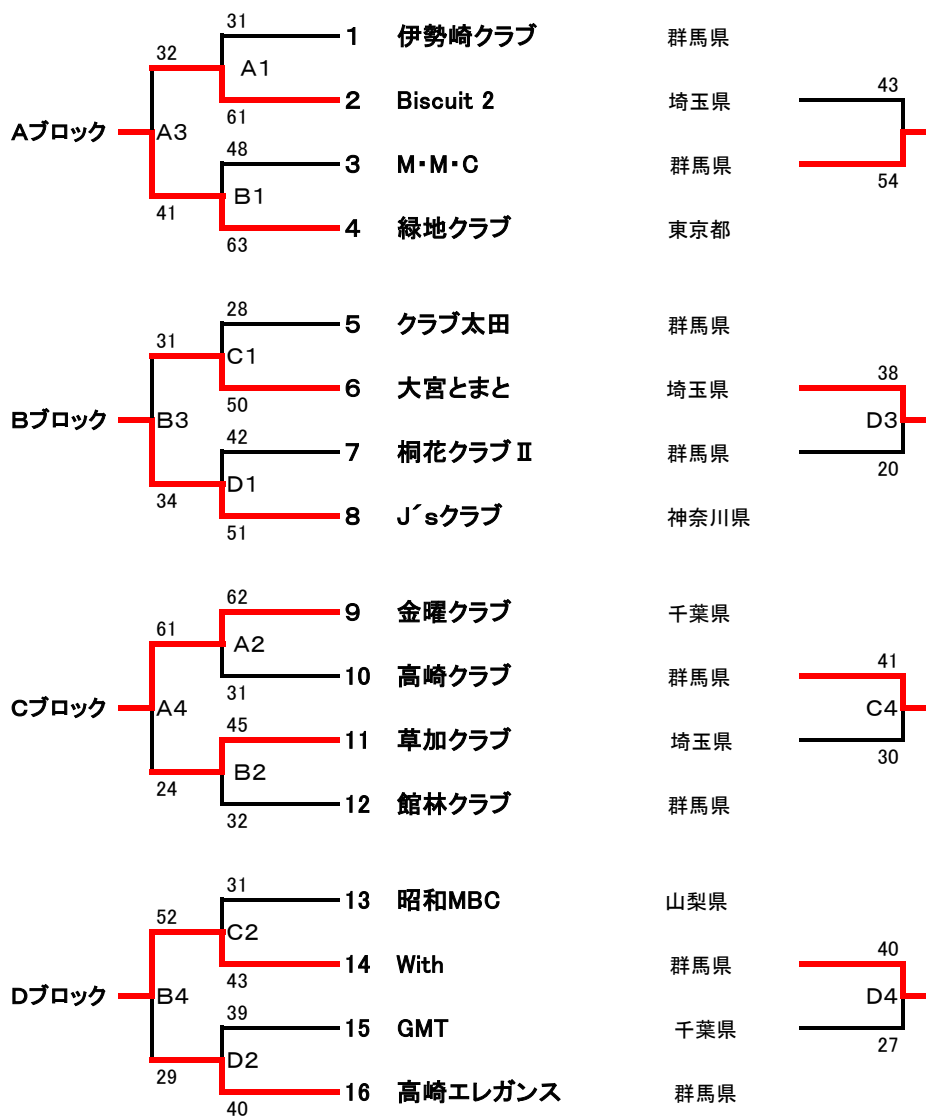 31
1 伊勢崎クラブ 群馬県
32
A1
2 Biscuit 2 埼玉県 43
61
Aブロック A3
48
3 M・M・C 群馬県
54
B1
41
4 緑地クラブ 東京都
63
28
5 クラブ太田 群馬県
31
C1
38
6 大宮とまと 埼玉県
50
Bブロック B3 D3
42
7 桐花クラブⅡ 群馬県
20
D1
34
8 J´sクラブ 神奈川県
51
62
9 金曜クラブ 千葉県
61
A2
41
10 高崎クラブ 群馬県
31
Cブロック A4 C4
45
11 草加クラブ 埼玉県
30
B2
24
12 館林クラブ 群馬県
32
31
13 昭和MBC 山梨県
52
C2
40
14 With 群馬県
43
Dブロック B4 D4
39
15 GMT 千葉県
27
D2
29
16 高崎エレガンス 群馬県
40